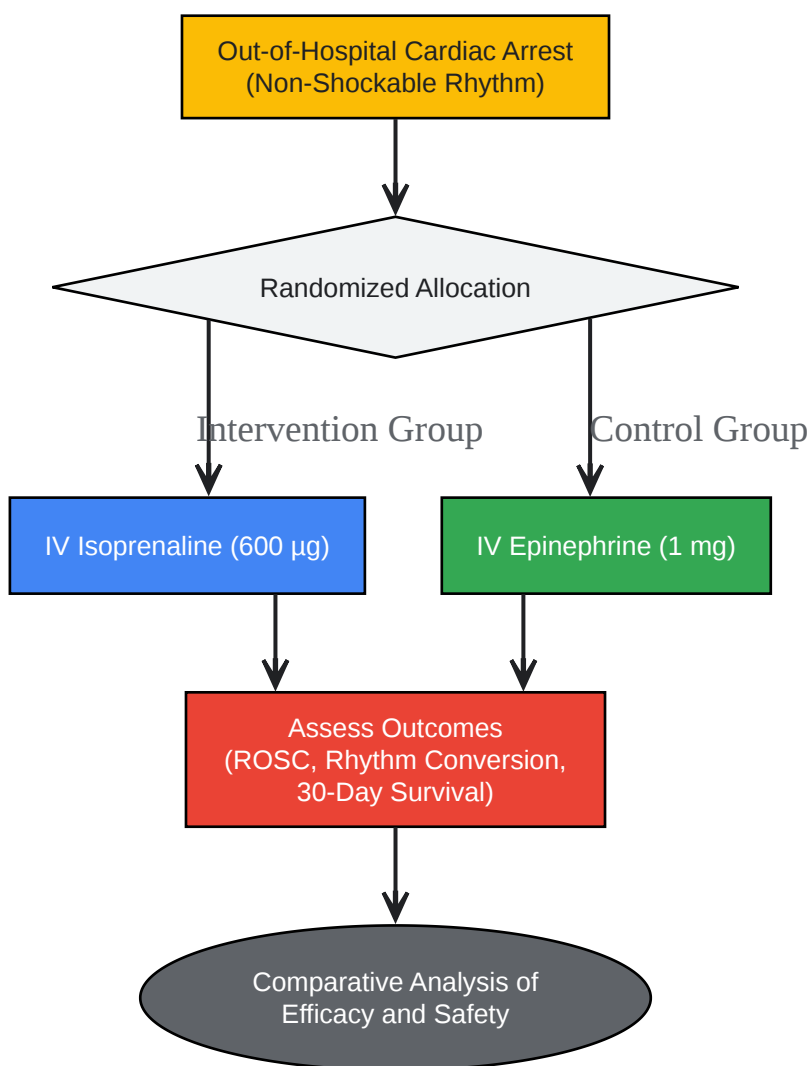 Out-of-Hospital Cardiac Arrest
(Non-Shockable Rhythm)
Randomized Allocation
Intervention Group
Control Group
IV Isoprenaline (600 µg)
IV Epinephrine (1 mg)
Assess Outcomes
(ROSC, Rhythm Conversion,
30-Day Survival)
Comparative Analysis of
Efficacy and Safety